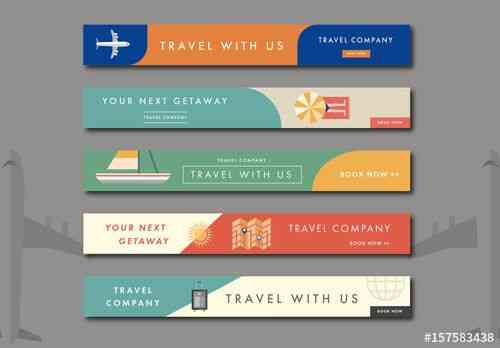 TRAVEL WITH US
TRAVEL COMPANY
BOOK NOW
YOUR NEXT GETAWAY
TRAVEL COMPANY
BOOK NOW
TRAVEL COMPANY
TRAVEL WITH US
BOOK NOW >>
YOUR NEXT
GETAWAY
TRAVEL COMPANY
BOOK NOW >>
TRAVEL
COMPANY
TRAVEL WITH US
BOOK NOW
#157583438